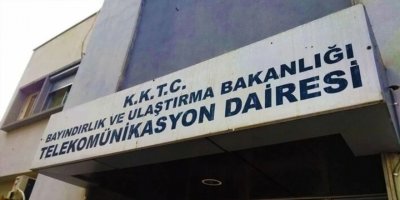 K.K.T.C.
BAYINDIRLIK VE ULAŞTIRMA BAKANLIĞI
TELEKOMÜNİKASYON DAİRESİ